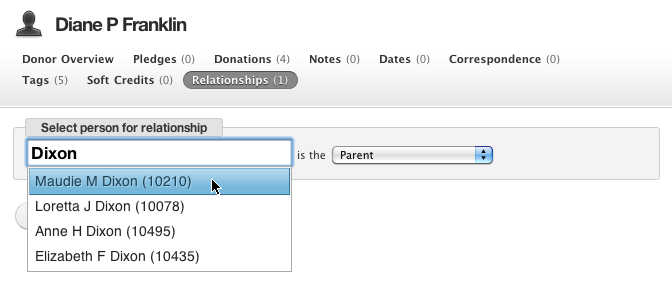 Diane P Franklin
Donor Overview Pledges (0) Donations (4) Notes (0) Dates (0) Correspondence (0)
Tags (5) Soft Credits (0) Relationships (1)
Select person for relationship
Dixon is the Parent
Maudie M Dixon (10210)
Loretta J Dixon (10078)
Anne H Dixon (10495)
Elizabeth F Dixon (10435)